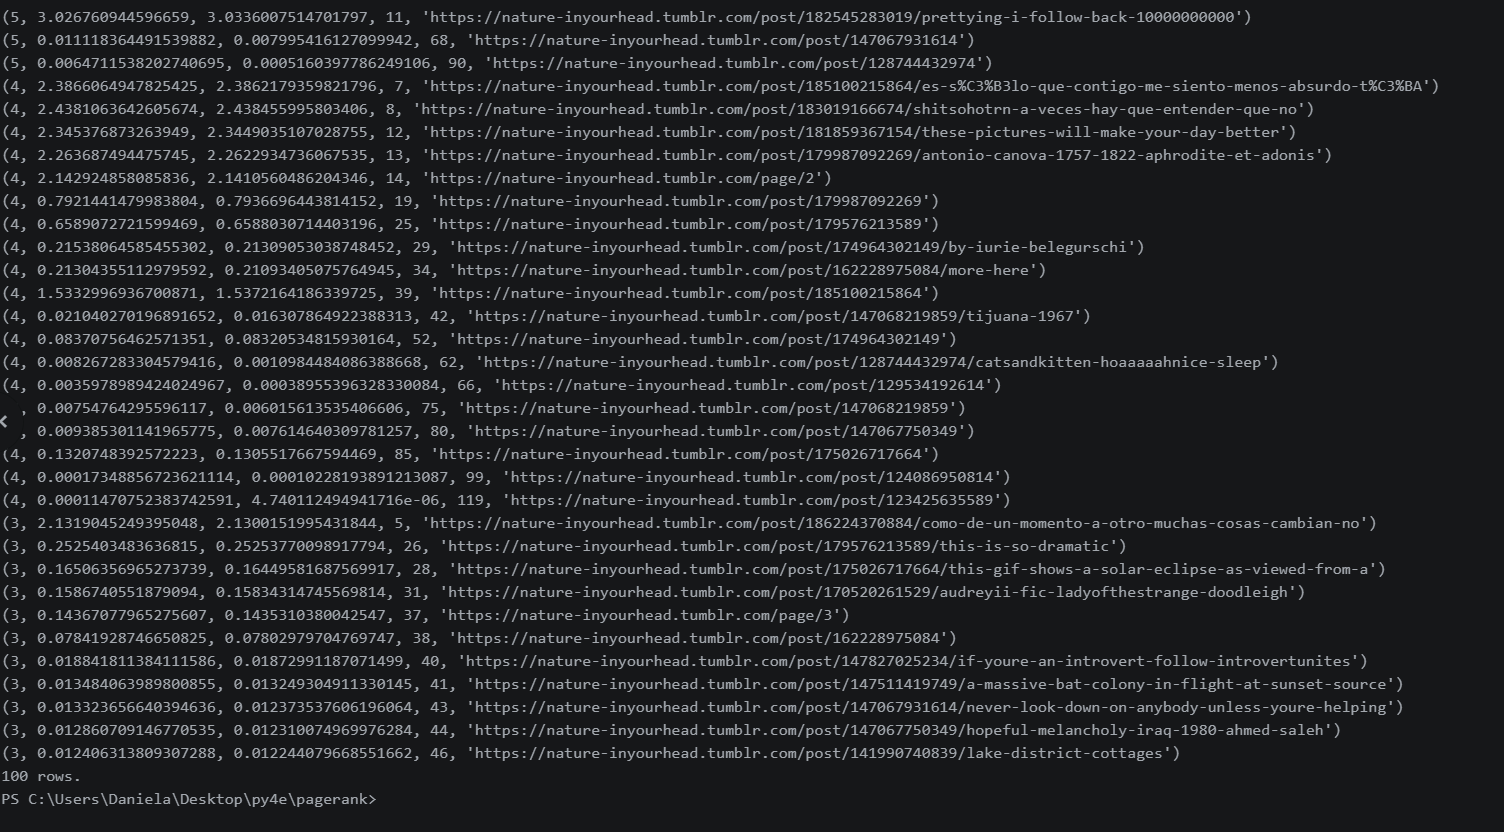 (5, 3.026760944596659, 3.0336007514701797, 11, 'https://nature-inyourhead.tumblr.com/post/182545283019/prettying-i-follow-back-10000000000')
(5, 0.011118364491539882, 0.007995416127099942, 68, 'https://nature-inyourhead.tumblr.com/post/147067931614')
(5, 0.0064711538202740695, 0.0005160397786249106, 90, 'https://nature-inyourhead.tumblr.com/post/128744432974')
(4, 2.3866064947825425, 2.3862179359821796, 7, 'https://nature-inyourhead.tumblr.com/post/185100215864/es-s%C3%B3lo-que-contigo-me-siento-menos-absurdo-t%C3%BA')
(4, 2.4381063642605674, 2.438455995803406, 8, 'https://nature-inyourhead.tumblr.com/post/183019166674/shitsohotrn-a-veces-hay-que-entender-que-no')
(4, 2.345376873263949, 2.3449035107028755, 12, 'https://nature-inyourhead.tumblr.com/post/181859367154/these-pictures-will-make-your-day-better')
(4, 2.263687494475745, 2.2622934736067535, 13, 'https://nature-inyourhead.tumblr.com/post/179987092269/antonio-canova-1757-1822-aphrodite-et-adonis')
(4, 2.142924858085836, 2.1410560486204346, 14, 'https://nature-inyourhead.tumblr.com/page/2')
(4, 0.7921441479983804, 0.7936696443814152, 19, 'https://nature-inyourhead.tumblr.com/post/179987092269')
(4, 0.6589072721599469, 0.6588030714403196, 25, 'https://nature-inyourhead.tumblr.com/post/179576213589')
(4, 0.21538064585455302, 0.21309053038748452, 29, 'https://nature-inyourhead.tumblr.com/post/174964302149/by-iurie-belegurschi')
(4, 0.21304355112979592, 0.21093405075764945, 34, 'https://nature-inyourhead.tumblr.com/post/162228975084/more-here')
(4, 1.5332996936700871, 1.5372164186339725, 39, 'https://nature-inyourhead.tumblr.com/post/185100215864')
(4, 0.021040270196891652, 0.016307864922388313, 42, 'https://nature-inyourhead.tumblr.com/post/147068219859/tijuana-1967')
(4, 0.08370756462571351, 0.08320534815930164, 52, 'https://nature-inyourhead.tumblr.com/post/174964302149')
(4, 0.008267283304579416, 0.0010984484086388668, 62, 'https://nature-inyourhead.tumblr.com/post/128744432974/catsandkitten-hoaaaaahnice-sleep')
(4, 0.0035978989424024967, 0.00038955396328330084, 66, 'https://nature-inyourhead.tumblr.com/post/129534192614')
, 0.00754764295596117, 0.006015613535406606, 75, 'https://nature-inyourhead.tumblr.com/post/147068219859')
, 0.009385301141965775, 0.007614640309781257, 80, 'https://nature-inyourhead.tumblr.com/post/147067750349')
(4, 0.1320748392572223, 0.1305517667594469, 85, 'https://nature-inyourhead.tumblr.com/post/175026717664')
(4, 0.00017348856723621114, 0.00010228193891213087, 99, 'https://nature-inyourhead.tumblr.com/post/124086950814')
(4, 0.00011470752383742591, 4.740112494941716e-06, 119, 'https://nature-inyourhead.tumblr.com/post/123425635589')
(3, 2.1319045249395048, 2.1300151995431844, 5, 'https://nature-inyourhead.tumblr.com/post/186224370884/como-de-un-momento-a-otro-muchas-cosas-cambian-no')
(3, 0.2525403483636815, 0.25253770098917794, 26, 'https://nature-inyourhead.tumblr.com/post/179576213589/this-is-so-dramatic')
(3, 0.16506356965273739, 0.16449581687569917, 28, 'https://nature-inyourhead.tumblr.com/post/175026717664/this-gif-shows-a-solar-eclipse-as-viewed-from-a')
(3, 0.1586740551879094, 0.15834314745569814, 31, 'https://nature-inyourhead.tumblr.com/post/170520261529/audreyii-fic-ladyofthestrange-doodleigh')
(3, 0.14367077965275607, 0.1435310380042547, 37, 'https://nature-inyourhead.tumblr.com/page/3')
(3, 0.07841928746650825, 0.07802979704769747, 38, 'https://nature-inyourhead.tumblr.com/post/162228975084')
(3, 0.018841811384111586, 0.01872991187071499, 40, 'https://nature-inyourhead.tumblr.com/post/147827025234/if-youre-an-introvert-follow-introvertunites')
(3, 0.013484063989800855, 0.013249304911330145, 41, 'https://nature-inyourhead.tumblr.com/post/147511419749/a-massive-bat-colony-in-flight-at-sunset-source')
(3, 0.013323656640394636, 0.012373537606196064, 43, 'https://nature-inyourhead.tumblr.com/post/147067931614/never-look-down-on-anybody-unless-youre-helping')
(3, 0.012860709146770535, 0.012310074969976284, 44, 'https://nature-inyourhead.tumblr.com/post/147067750349/hopeful-melancholy-iraq-1980-ahmed-saleh')
(3, 0.012406313809307288, 0.012244079668551662, 46, 'https://nature-inyourhead.tumblr.com/post/141990740839/lake-district-cottages')
100 rows.
PS C:\Users\Daniela\Desktop\py4e\pagerank>